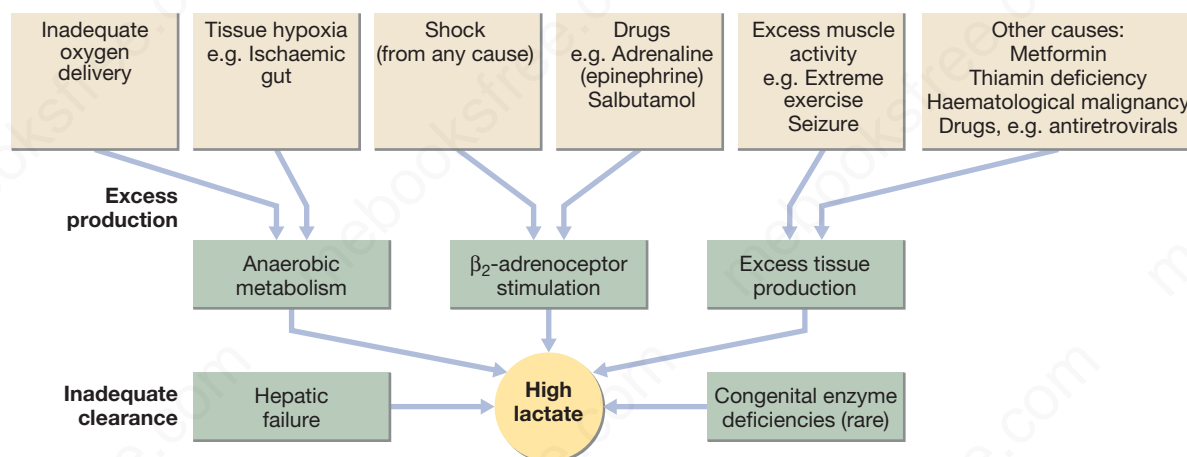 Inadequate
oxygen
delivery
Tissue hypoxia
e.g. Ischaemic
gut
Shock
(from any cause)
Drugs
e.g. Adrenaline
(epinephrine)
Salbutamol
Excess muscle
activity
e.g. Extreme
exercise
Seizure
Other causes:
Metformin
Thiamin deficiency
Haematological malignancy
Drugs, e.g. antiretrovirals
Excess
production
Anaerobic
metabolism
β₂-adrenoceptor
stimulation
Excess tissue
production
Inadequate
clearance
Hepatic
failure
High
lactate
Congenital enzyme
deficiencies (rare)